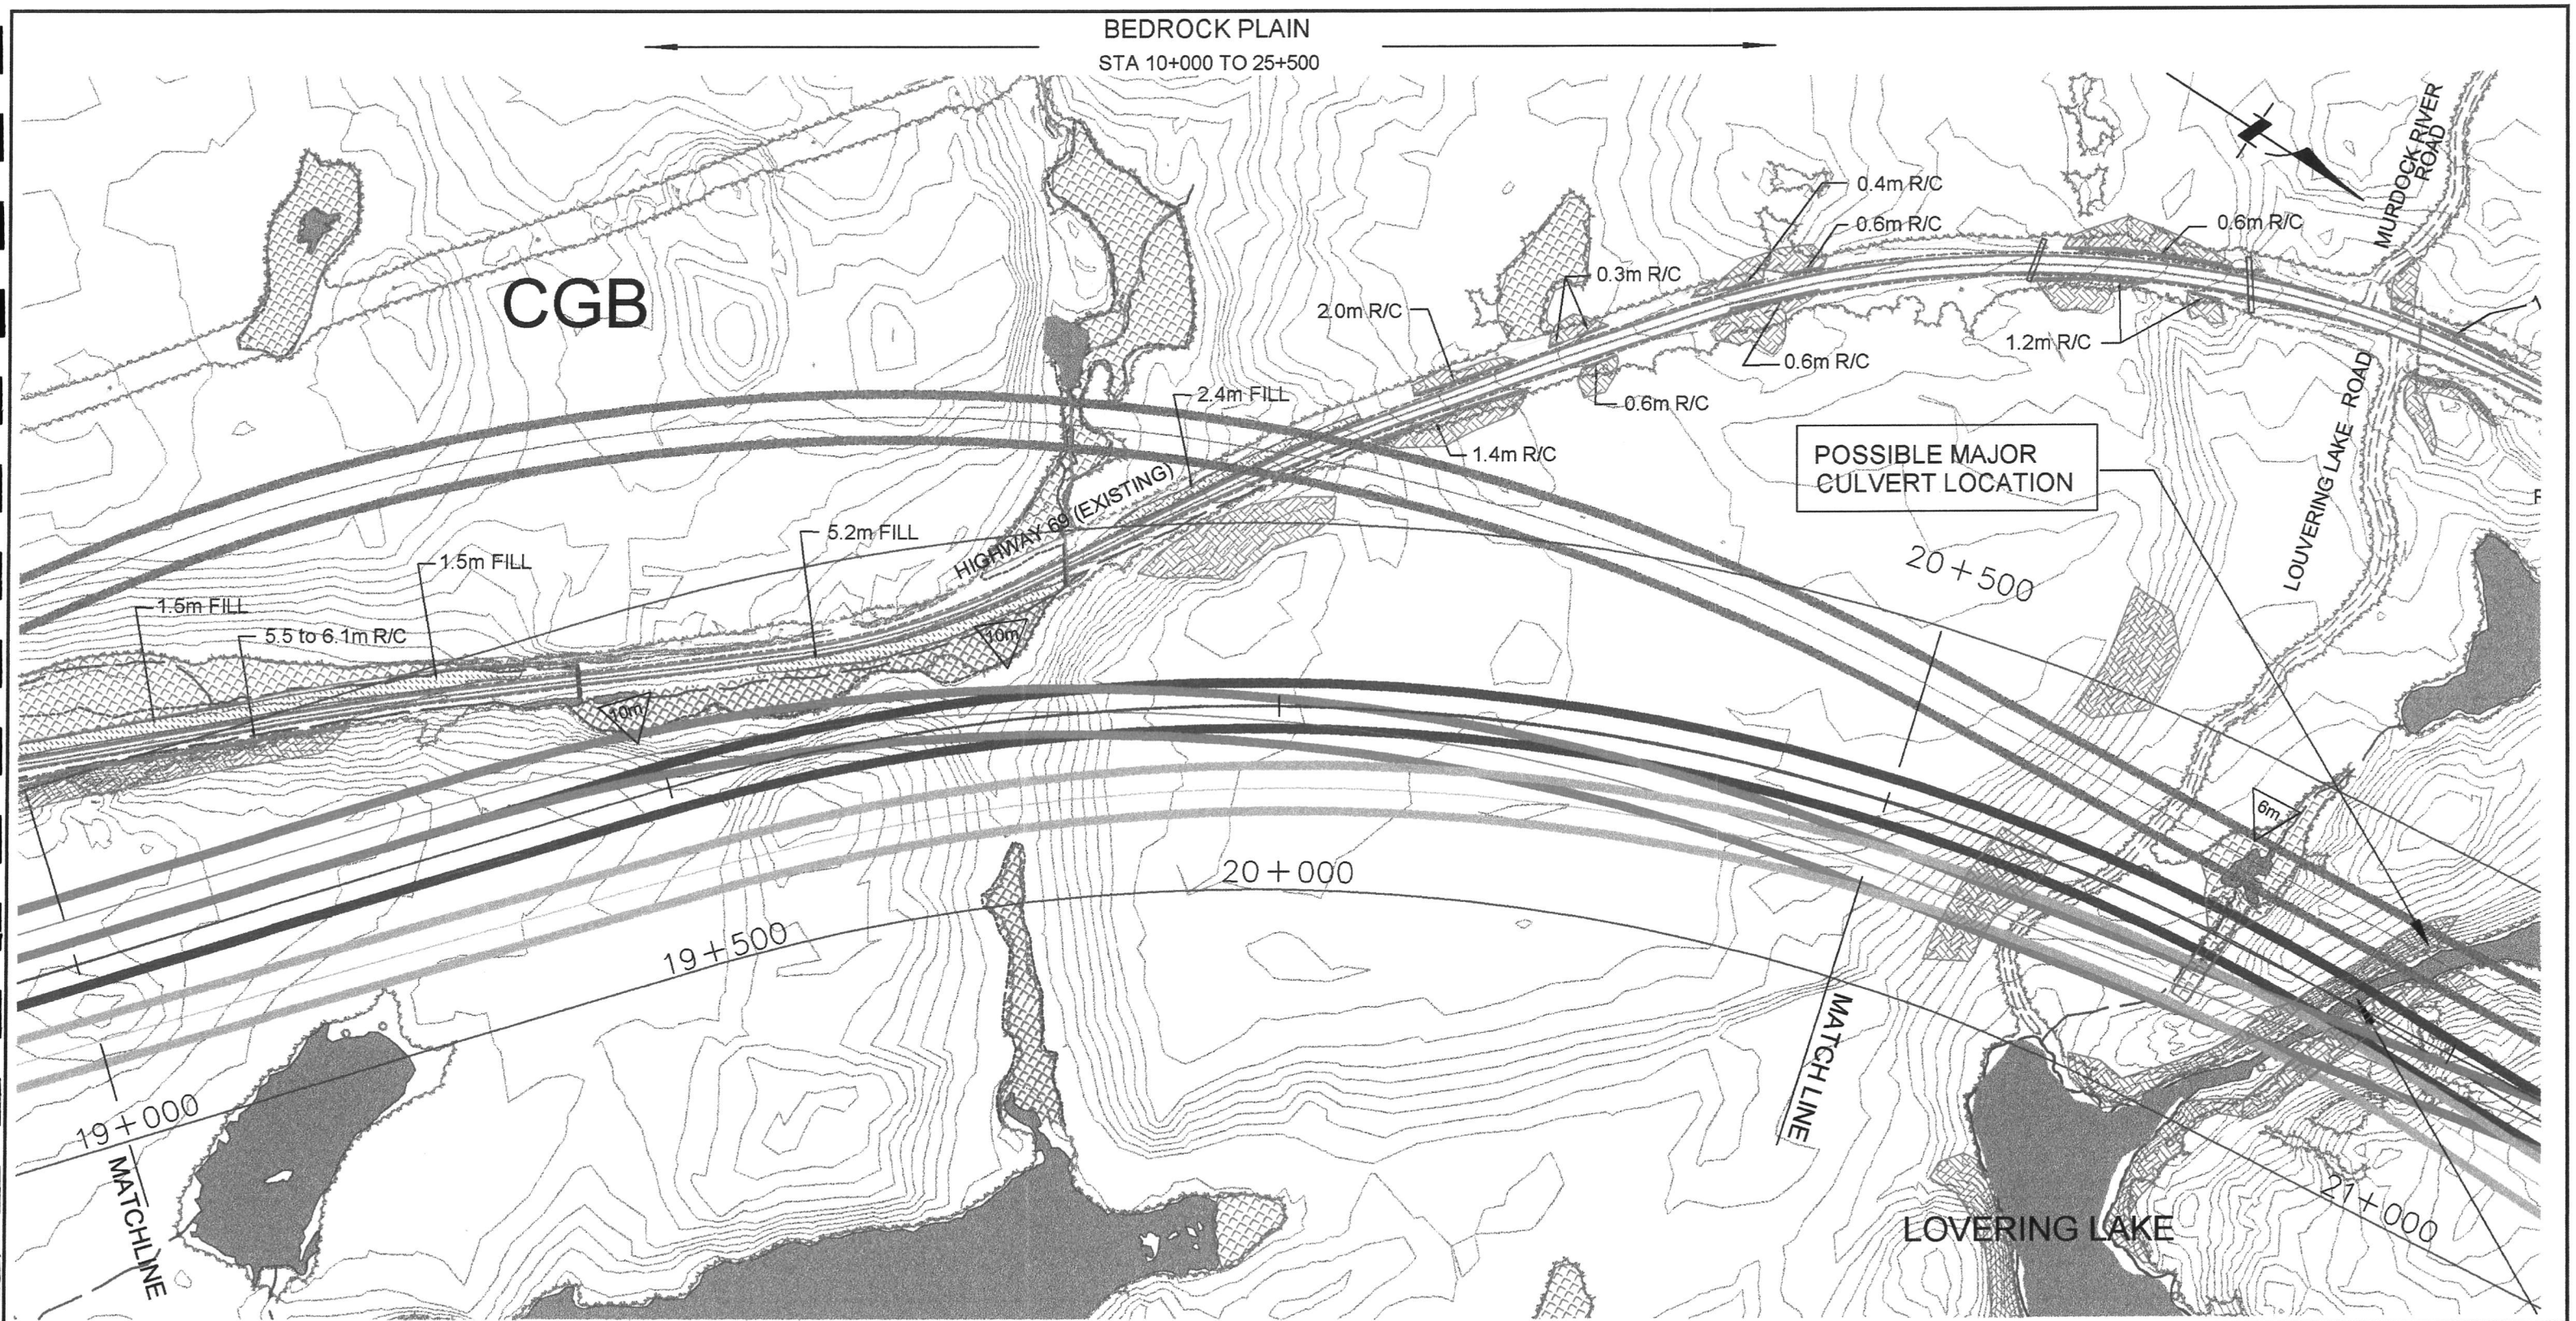 BEDROCK PLAIN
STA 10+000 TO 25+500
MURDOCK RIVER
ROAD
0.4m R/C
0.6m R/C
0.6m R/C
CGB
0.3m R/C
2.0m R/C
1.2m R/C
0.6m R/C
2.4m FILL
0.6m R/C
1.4m R/C
LOUVERING LAKE ROAD
POSSIBLE MAJOR
CULVERT LOCATION
HIGHWAY 69 (EXISTING)
5.2m FILL
1.5m FILL
20+500
1.5m FILL
5.5 to 6.1m R/C
10m
10m
6m
20+000
19+500
MATCH LINE
19+000
MATCHLINE
21+000
LOVERING LAKE